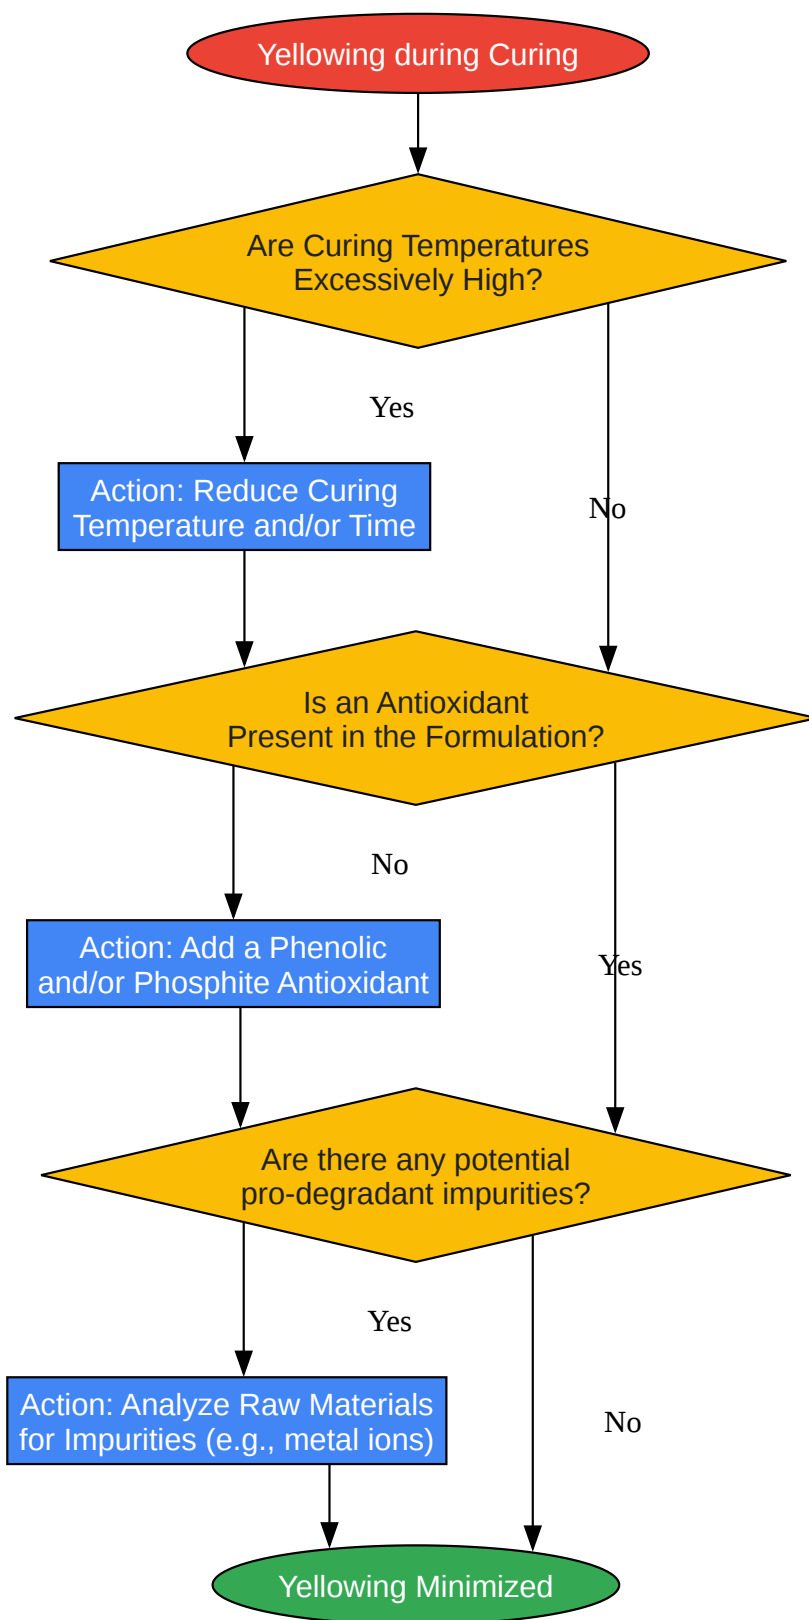 Yellowing during Curing
Are Curing Temperatures
Excessively High?
Yes
Action: Reduce Curing
Temperature and/or Time
No
Is an Antioxidant
Present in the Formulation?
No
Action: Add a Phenolic
and/or Phosphite Antioxidant
Yes
Are there any potential
pro-degradant impurities?
Yes
Action: Analyze Raw Materials
for Impurities (e.g., metal ions)
No
Yellowing Minimized